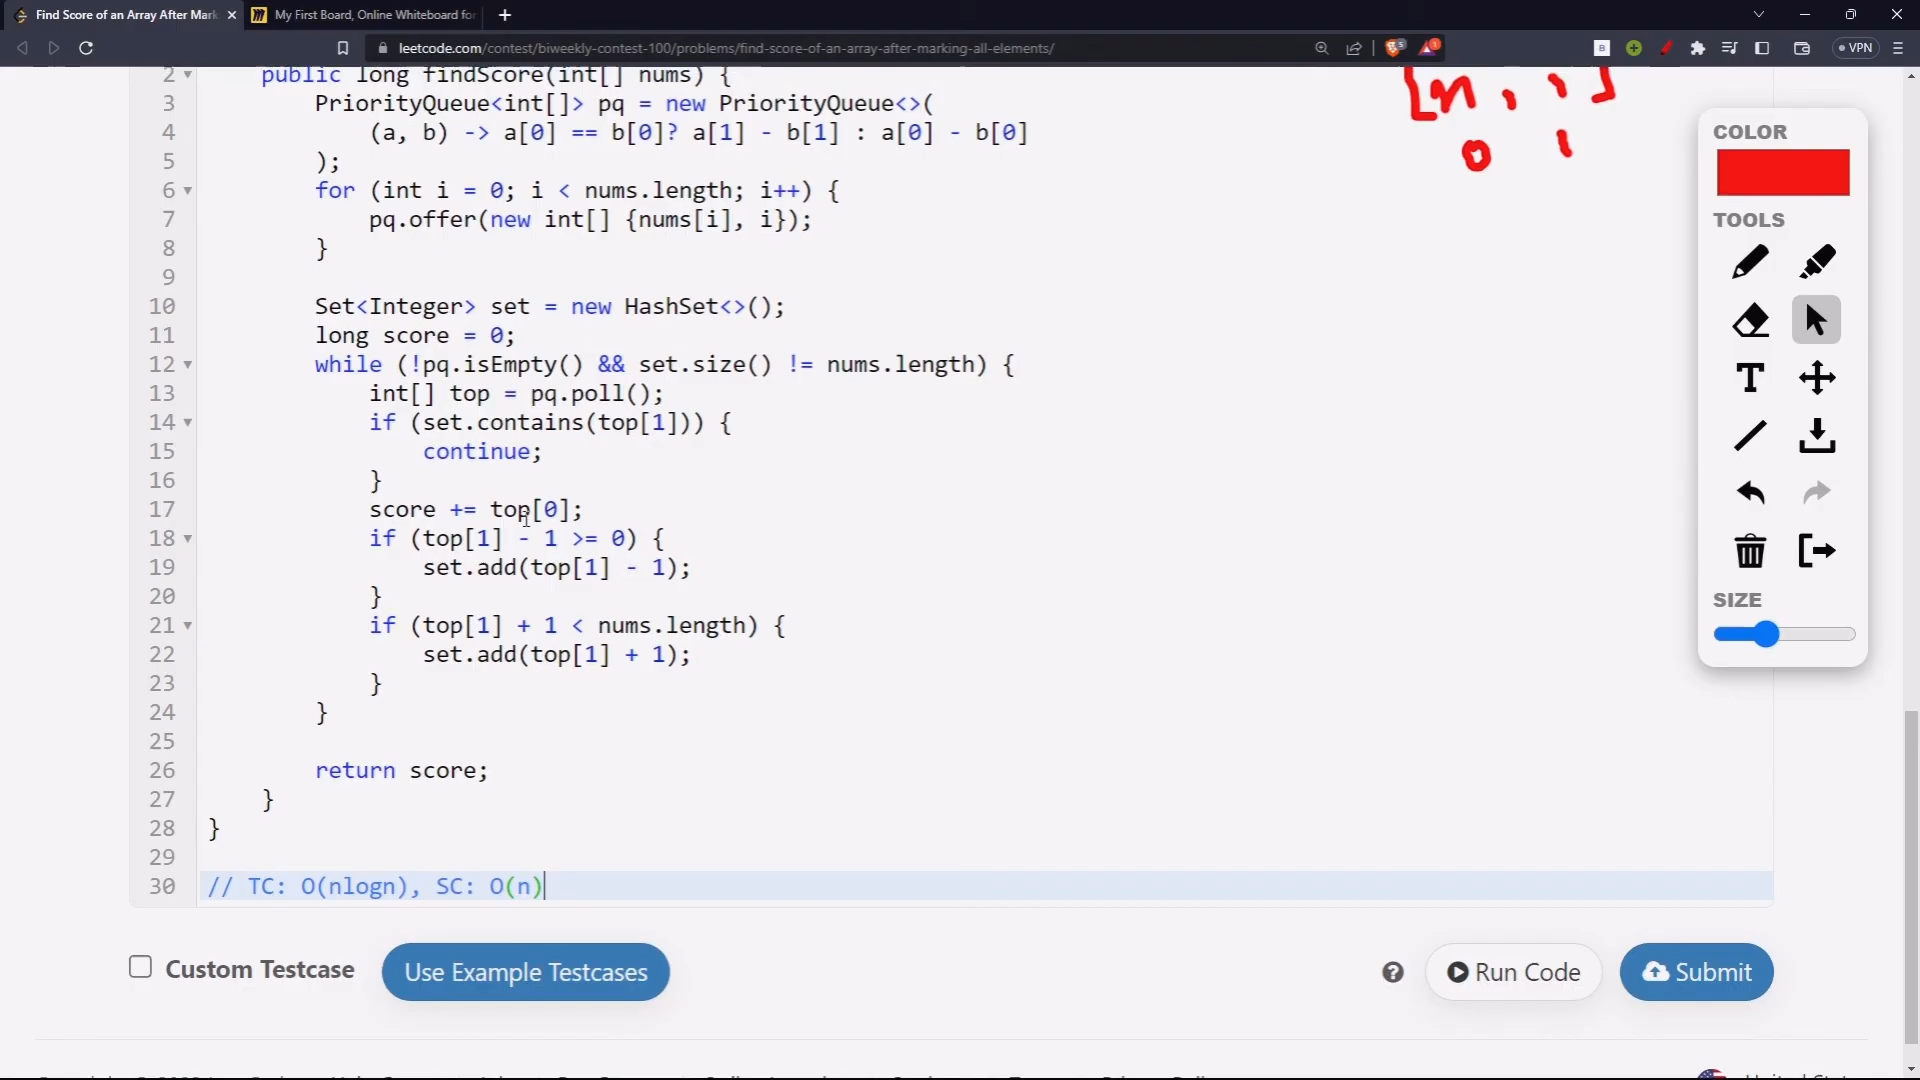 Find Score of an Array After Mark
My First Board, Online Whiteboard for
leetcode.com/contest/biweekly-contest-100/problems/find-score-of-an-array-after-marking-all-elements/
VPN
2 public long findScore(int[] nums) {
3 PriorityQueue<int[]> pq = new PriorityQueue<>(
4 (a, b) -> a[0] == b[0]? a[1] - b[1] : a[0] - b[0]
5 );
6 for (int i = 0; i < nums.length; i++) {
7 pq.offer(new int[] {nums[i], i});
8 }
9
10 Set<Integer> set = new HashSet<>();
11 long score = 0;
12 while (!pq.isEmpty() && set.size() != nums.length) {
13 int[] top = pq.poll();
14 if (set.contains(top[1])) {
15 continue;
16 }
17 score += top[0];
18 if (top[1] - 1 >= 0) {
19 set.add(top[1] - 1);
20 }
21 if (top[1] + 1 < nums.length) {
22 set.add(top[1] + 1);
23 }
24 }
25
26 return score;
27 }
28 }
29
30 // TC: O(nlogn), SC: O(n)
[n, i]
0 1
COLOR
TOOLS
T
SIZE
Custom Testcase
Use Example Testcases
Run Code
Submit